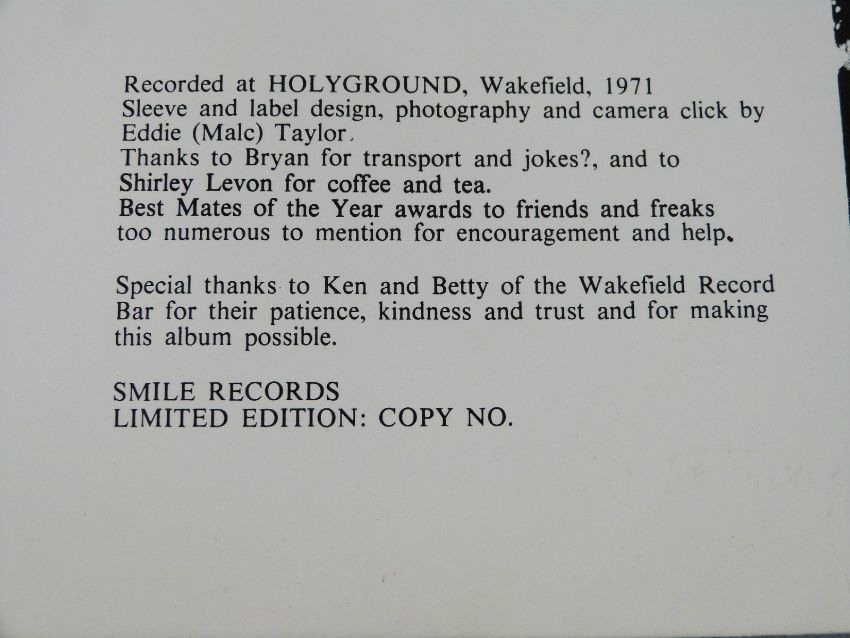 Recorded at HOLYGROUND, Wakefield, 1971
Sleeve and label design, photography and camera click by
Eddie (Malc) Taylor.
Thanks to Bryan for transport and jokes?, and to
Shirley Levon for coffee and tea.
Best Mates of the Year awards to friends and freaks
too numerous to mention for encouragement and help.
Special thanks to Ken and Betty of the Wakefield Record
Bar for their patience, kindness and trust and for making
this album possible.
SMILE RECORDS
LIMITED EDITION: COPY NO.